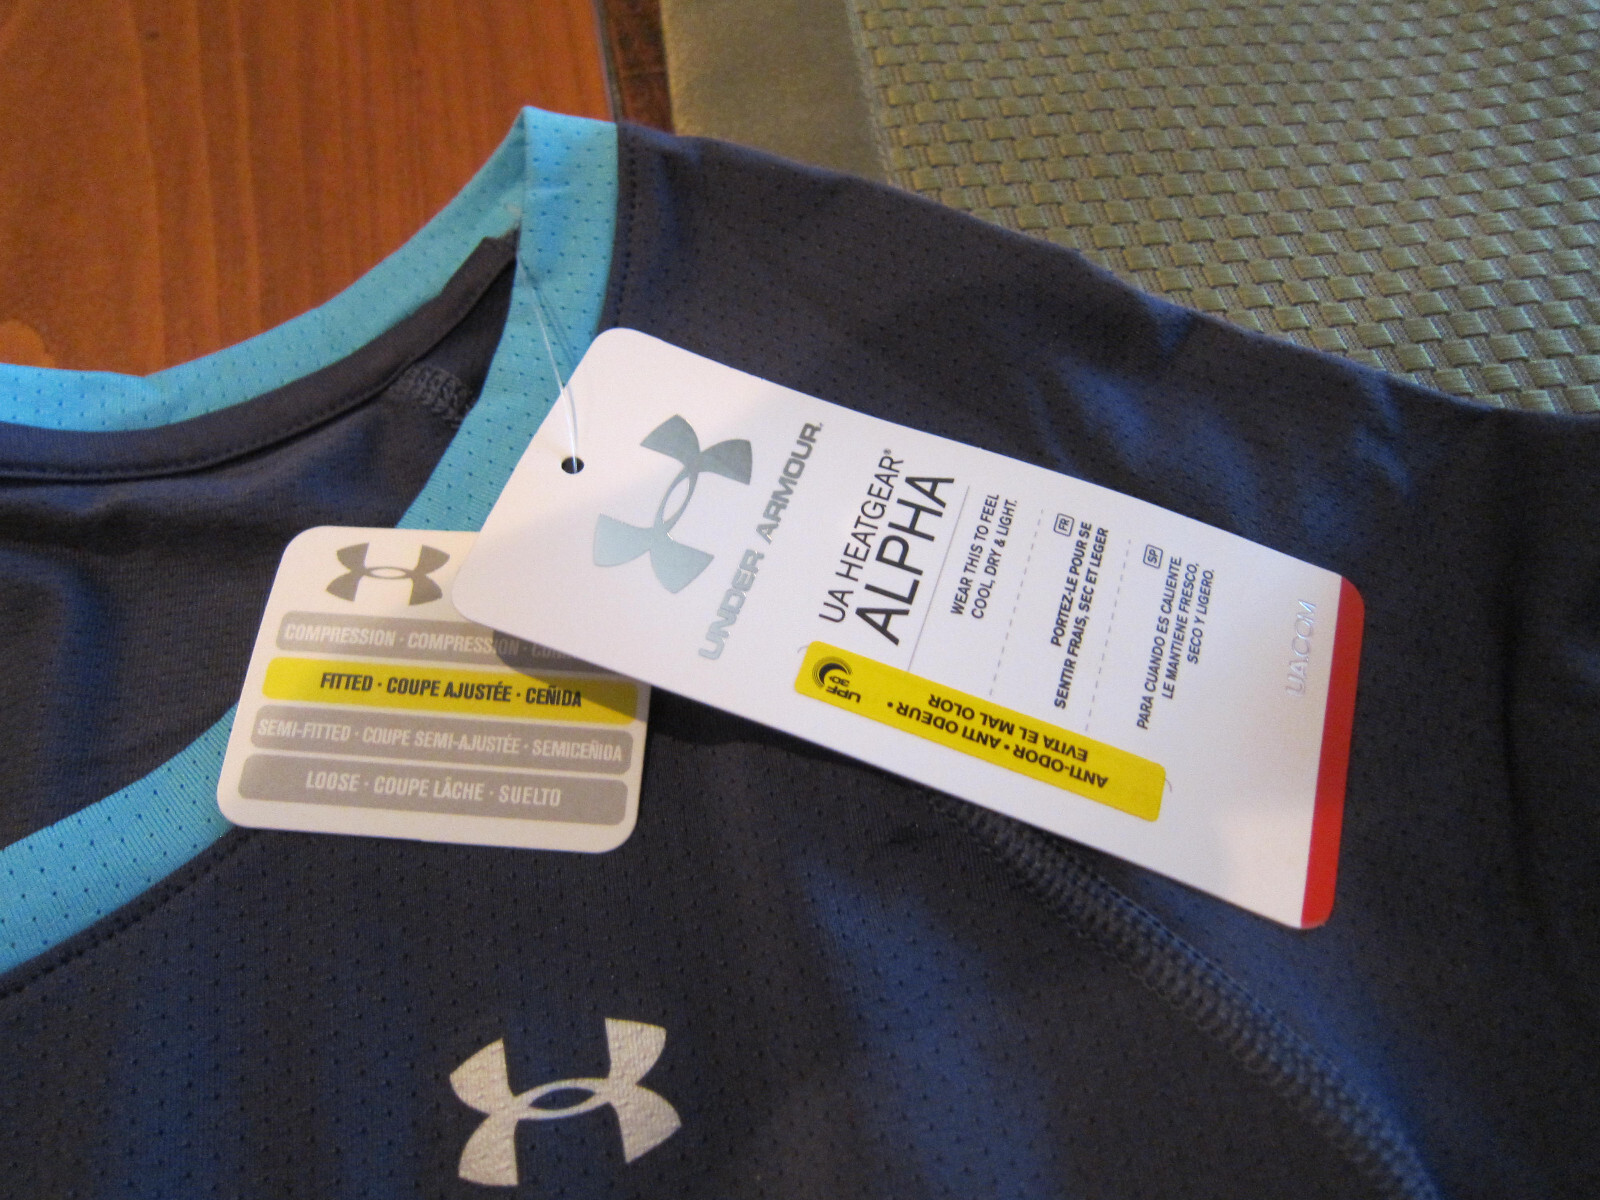 UNDER ARMOUR.
UA HEATGEAR®
ALPHA
WEAR THIS TO FEEL
COOL, DRY & LIGHT.
FR
PORTEZ-LE POUR SE
SENTIR FRAIS, SEC ET LEGER
SP
PARA CUANDO ES CALIENTE.
LE MANTIENE FRESCO,
SECO Y LIGERO.
UA.COM
UPF
30
ANTI-ODOR • ANTI ODEUR •
EVITA EL MAL OLOR
COMPRESSION · COMPRESSION ·
FITTED · COUPE AJUSTÉE · CEÑIDA
SEMI-FITTED · COUPE SEMI-AJUSTÉE · SEMICEÑIDA
LOOSE · COUPE LÂCHE · SUELTO